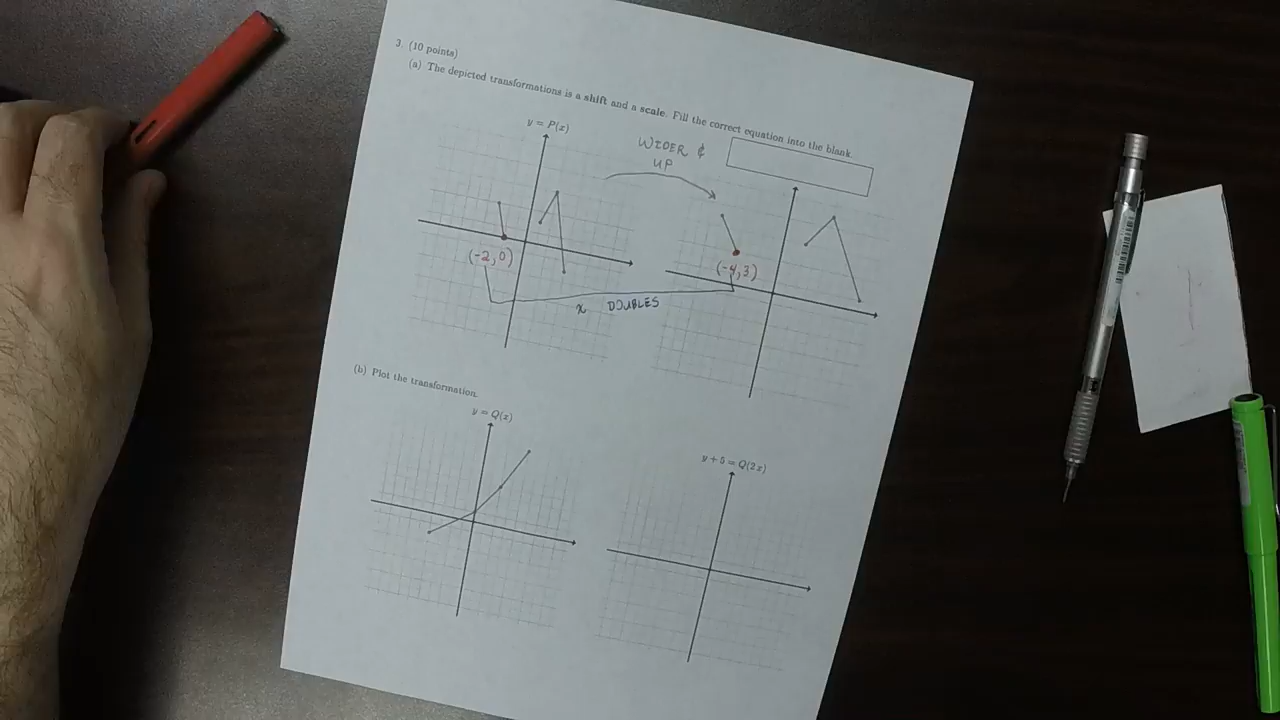 3. (10 points)
(a) The depicted transformations is a shift and a scale. Fill the correct equation into the blank.
y = P(x)
WIDER &
UP
(-2,0)
(-4,3)
x DOUBLES
(b) Plot the transformation.
y = Q(x)
y + 5 = Q(2x)